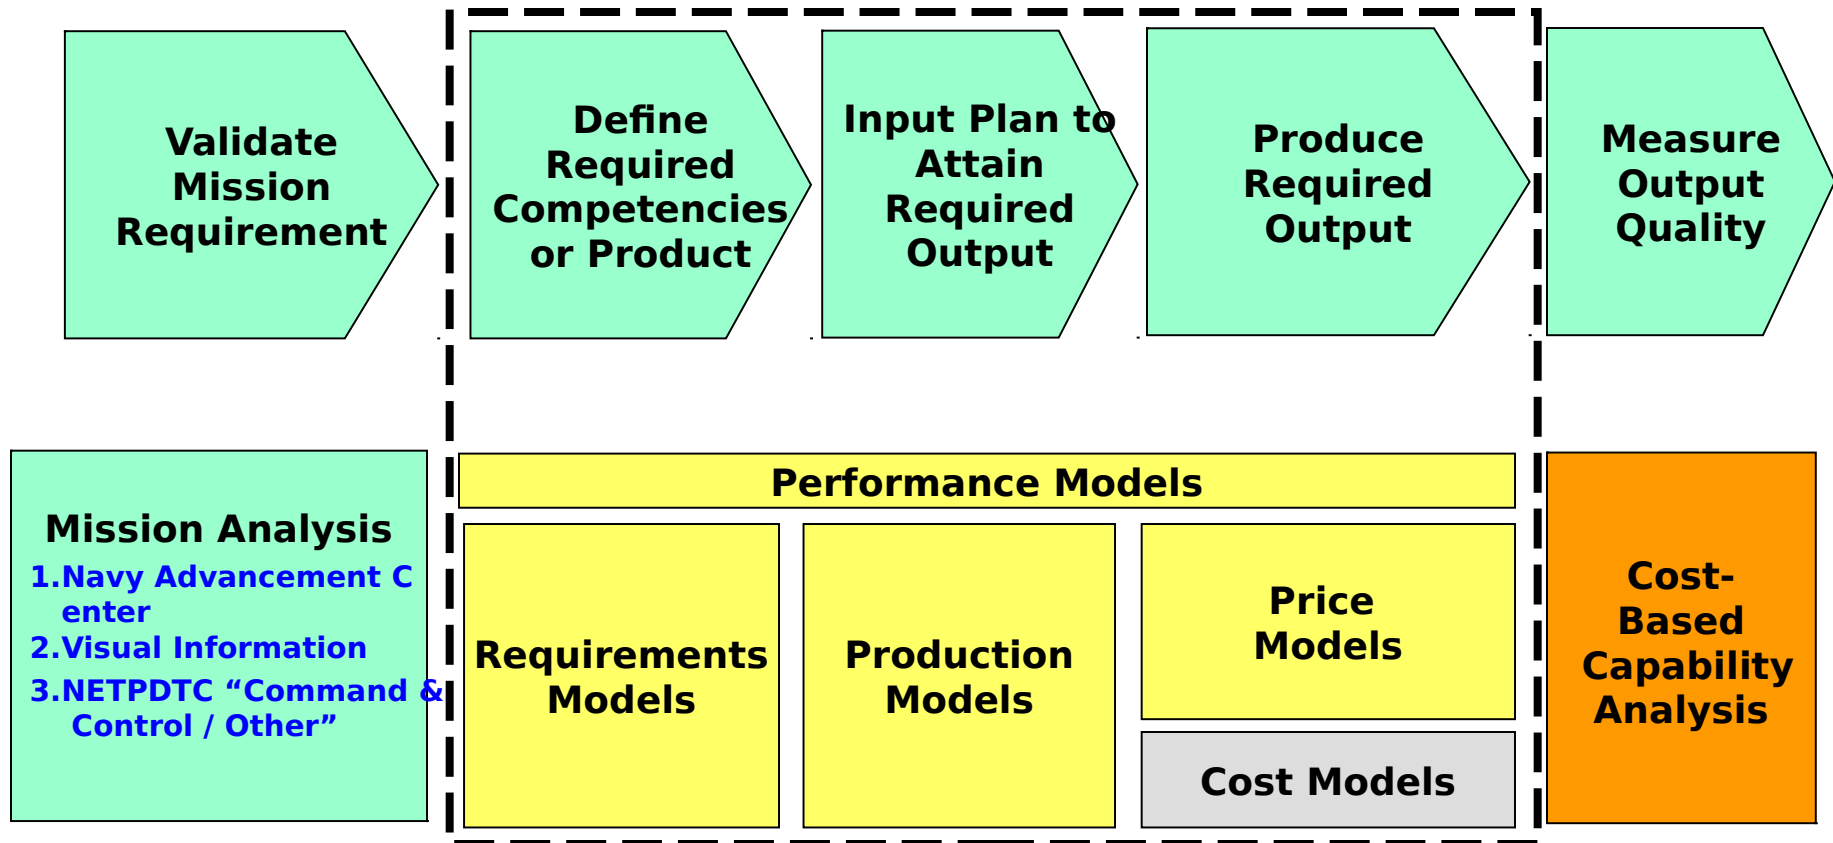 Validate
Mission
Requirement
Define
Required
Competencies
or Product
Input Plan to
Attain
Required
Output
Produce
Required
Output
Measure
Output
Quality
Mission Analysis
1.Navy Advancement C
enter
2.Visual Information
3.NETPDTC “Command &
Control / Other”
Performance Models
Requirements
Models
Production
Models
Price
Models
Cost Models
Cost-
Based
Capability
Analysis